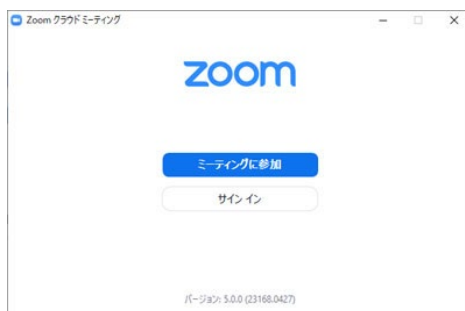 Zoom クラウド ミーティング
zoom
ミーティングに参加
サイン イン
バージョン: 5.0.0 (23168.0427)